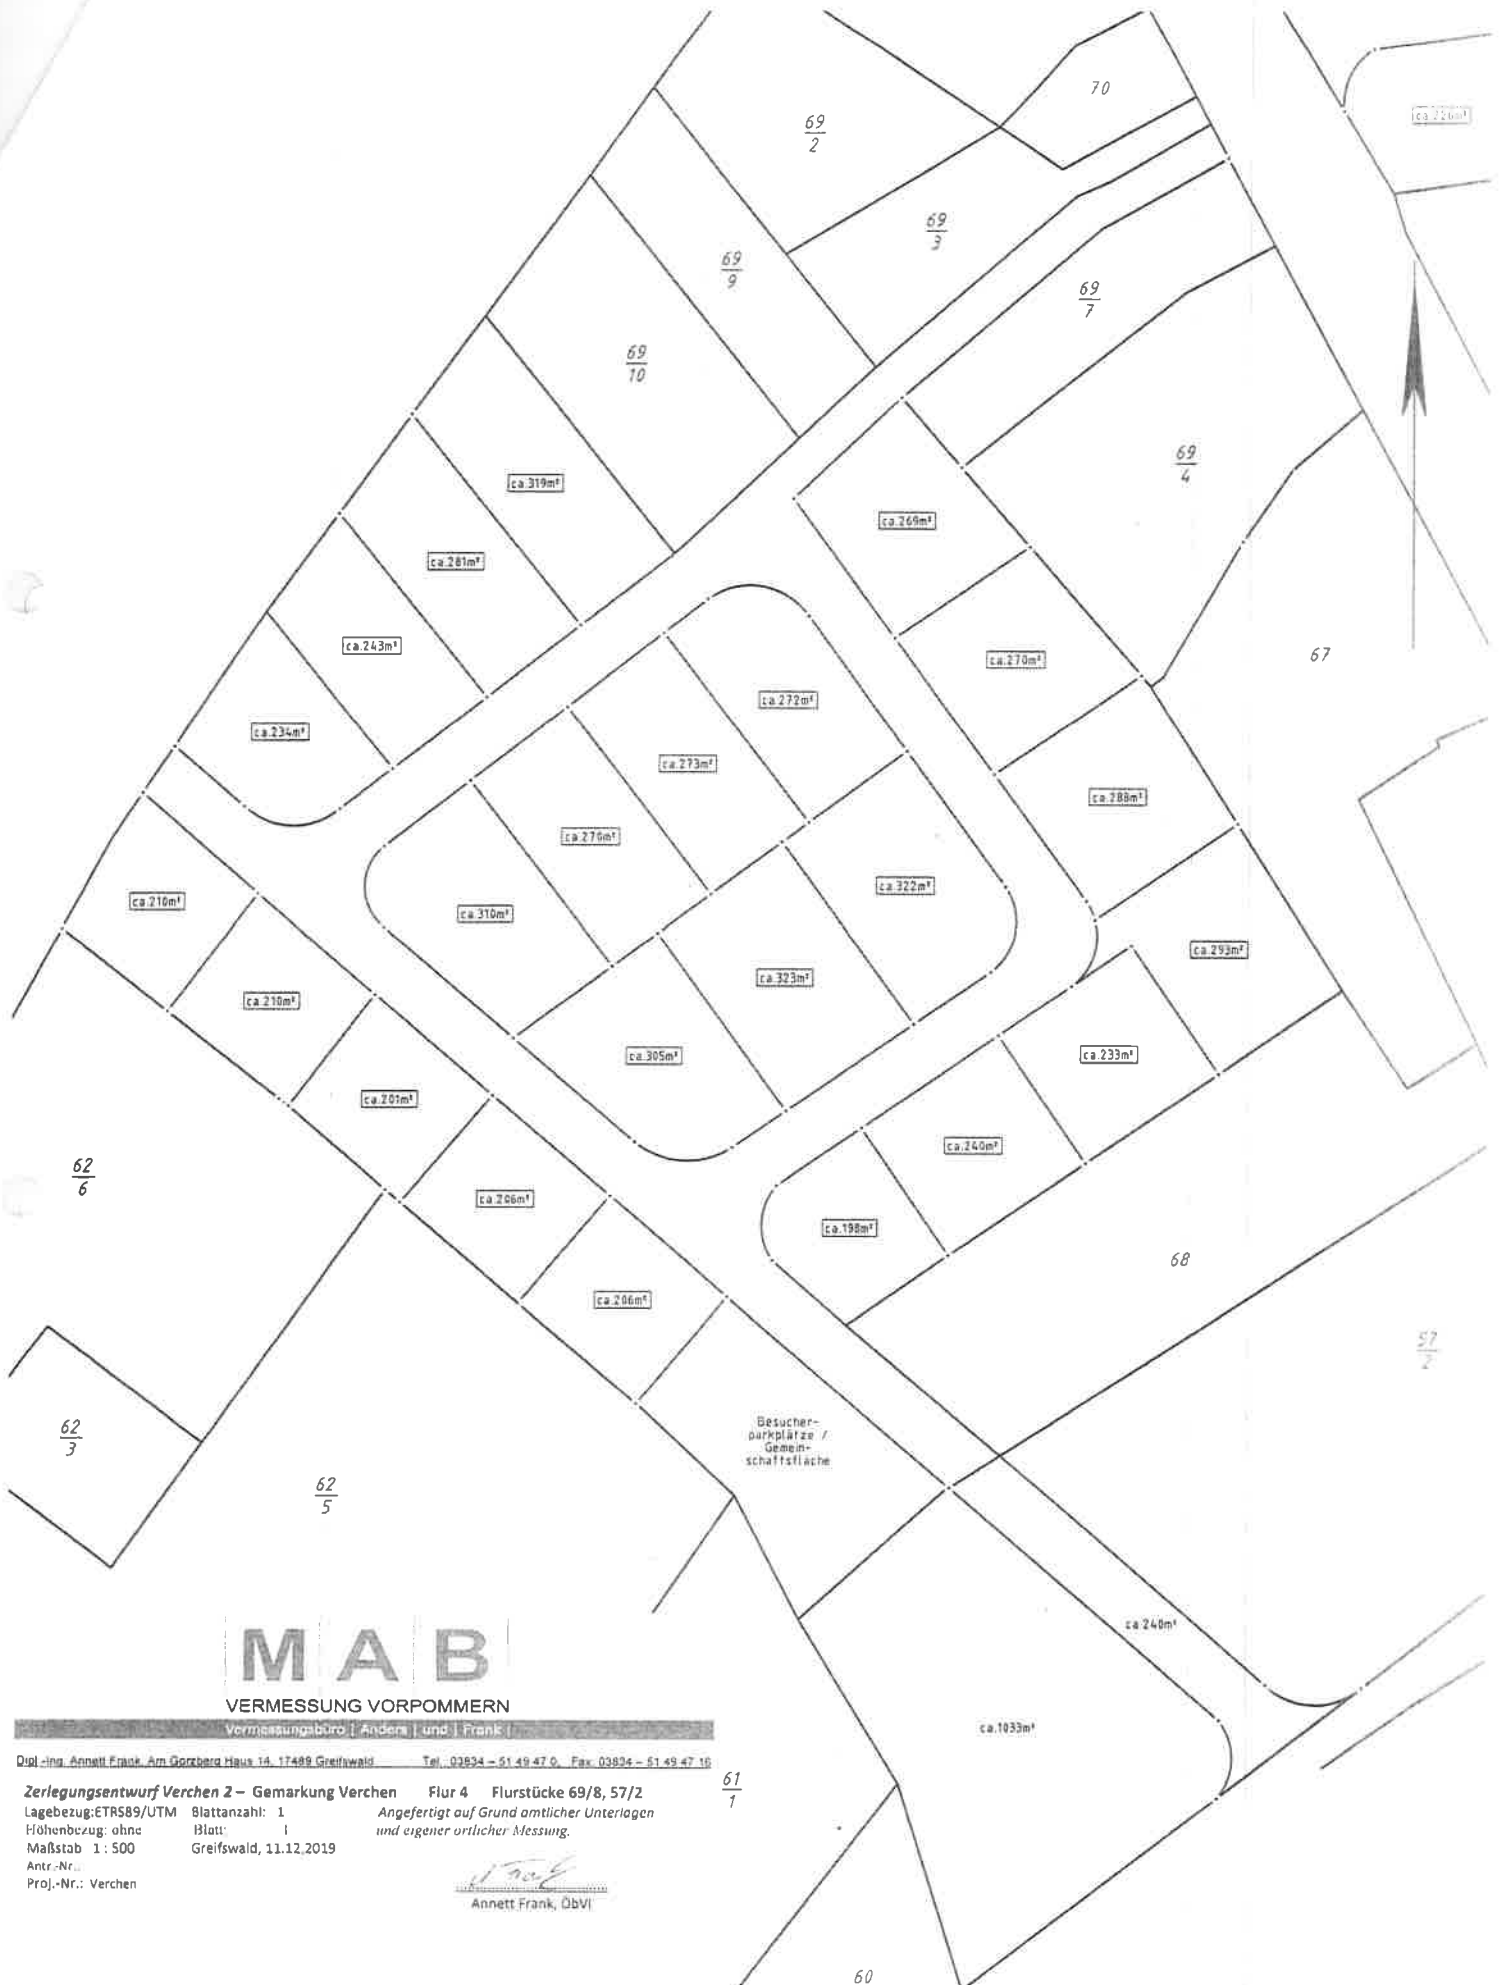 70
ca.226m²
69
2
69
3
69
9
69
7
69
10
69
4
ca.319m²
ca.269m²
ca.281m²
ca.243m²
ca.270m²
67
ca.272m²
ca.234m²
ca.273m²
ca.288m²
ca.270m²
ca.322m²
ca.210m²
ca.310m²
ca.293m²
ca.323m²
ca.210m²
ca.305m²
ca.233m²
ca.201m²
ca.240m²
62
6
ca.206m²
ca.198m²
68
ca.206m²
57
2
Besucher-
parkplätze /
Gemein-
schaftsfläche
62
3
62
5
ca 240m²
ca.1033m²
M A B
VERMESSUNG VORPOMMERN
Vermessungsbüro | Anders | und | Frank |
Dipl.-Ing. Annett Frank, Am Gorzberg Haus 14, 17489 Greifswald Tel. 03834 – 51 49 47 0, Fax: 03834 – 51 49 47 16
Zerlegungsentwurf Verchen 2 – Gemarkung Verchen Flur 4 Flurstücke 69/8, 57/2
Lagebezug:ETRS89/UTM Blattanzahl: 1 Angefertigt auf Grund amtlicher Unterlagen
Höhenbezug: ohne Blatt: 1 und eigener örtlicher Messung.
Maßstab 1 : 500 Greifswald, 11.12.2019
Antr.-Nr.:
Proj.-Nr.: Verchen
Annett Frank, ÖbVI
61
1
60